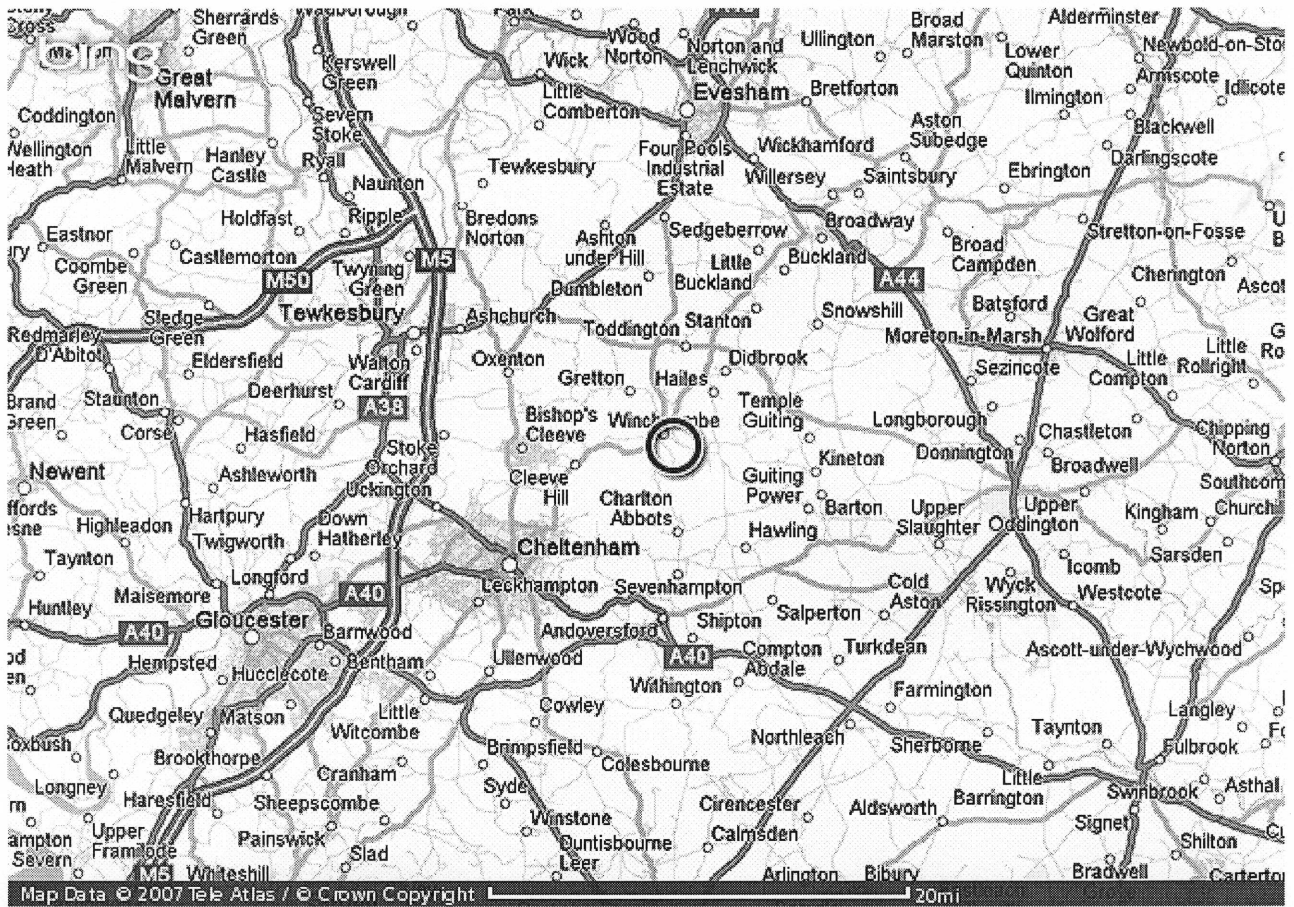 Sherrards
Green
Great
Malvern
Kerswell
Green
Wick
Wood
Norton
Norton and
Lenchwick
Ullington
Broad
Marston
Alderminster
Lower
Quinton
Newbold-on-Sto
Armscote
Idlicote
Evesham
Bretforton
Ilmington
Little
Comberton
Coddington
Severn
Stoke
Blackwell
Wellington
Heath
Little
Malvern
Hanley
Castle
Ryall
Tewkesbury
Four Pools
Industrial
Estate
Wickhamford
Aston
Subedge
Darlingscote
Naunton
Willersey
Saintsbury
Ebrington
Holdfast
Ripple
Bredons
Norton
Sedgeberrow
Broadway
Stretton-on-Fosse
Eastnor
Castlemorton
M5
Ashton
under Hill
Little
Buckland
Buckland
Broad
Campden
Coombe
Green
M50
Twyning
Green
Dumbleton
A44
Cherington
Tewkesbury
Ashchurch
Toddington
Stanton
Snowshill
Batsford
Great
Wolford
Redmarley
D'Abitot
Sledge
Green
Moreton-in-Marsh
Eldersfield
Walton
Cardiff
Oxenton
Didbrook
Sezincote
Little
Compton
Little
Rollright
Deerhurst
Gretton
Hailes
Brand
Green
Staunton
A38
Bishop's
Cleeve
Temple
Guiting
Longborough
Corse
Hasfield
Stoke
Orchard
Chastleton
Chipping
Norton
Newent
Ashleworth
Uckington
Cleeve
Hill
Kineton
Donnington
Broadwell
Guiting
Power
Charlton
Abbots
Barton
Upper
Slaughter
Upper
Oddington
Kingham
Highleadon
Hartpury
Down
Hatherley
Hawling
Twigworth
Cheltenham
Sarsden
Taynton
Longford
Leckhampton
Sevenhampton
Icomb
Maisemore
A40
Cold
Aston
Wyck
Rissington
Westcote
Huntley
Gloucester
Salperton
A40
Barnwood
Andoversford
Shipton
Hempsted
Bentham
Ullenwood
A40
Compton
Abdale
Turkdean
Ascott-under-Wychwood
Hucclecote
Withington
Farmington
Quedgeley
Matson
Little
Witcombe
Cowley
Langley
Taynton
Northleach
Sherborne
Fulbrook
Brookthorpe
Brimpsfield
Colesbourne
Cranham
Little
Barrington
Swinbrook
Asthal
Longney
Haresfield
Sheepscombe
Syde
Cirencester
Aldsworth
Upper
Framilode
Painswick
Winstone
Calmsden
Signet
Shilton
Slad
Duntisbourne
Leer
M5
Whiteshill
Arlington
Bibury
Bradwell
Map Data © 2007 Tele Atlas / © Crown Copyright
20mi